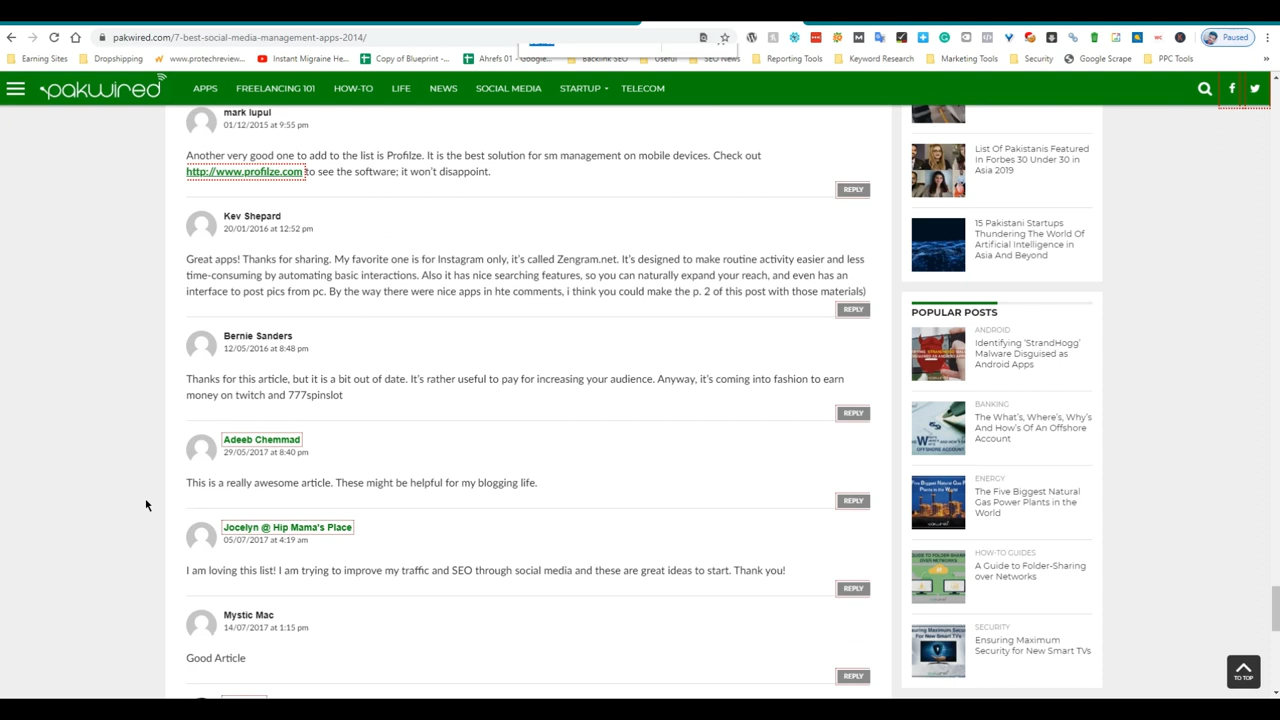 pakwired.com/7-best-social-media-management-apps-2014/
Paused
Earning Sites
Dropshipping
www.protechreview...
Instant Migraine He...
Copy of Blueprint -...
Ahrefs 01 - Google...
Backlink SEO
Useful
SEO News
Reporting Tools
Keyword Research
Marketing Tools
Security
Google Scrape
PPC Tools
pakwired
APPS
FREELANCING 101
HOW-TO
LIFE
NEWS
SOCIAL MEDIA
STARTUP
TELECOM
mark lupul
01/12/2015 at 9:55 pm
Another very good one to add to the list is Profilze. It is the best solution for sm management on mobile devices. Check out
http://www.profilze.com to see the software; it won't disappoint.
REPLY
Kev Shepard
20/01/2016 at 12:52 pm
Great apps! Thanks for sharing. My favorite one is for Instagram only, it's called Zengram.net. It's designed to make routine activity easier and less
time-consuming by automating basic interactions. Also it has nice searching features, so you can naturally expand your reach, and even has an
interface to post pics from pc. By the way there were nice apps in hte comments, i think you could make the p. 2 of this post with those materials)
REPLY
Bernie Sanders
12/05/2016 at 8:48 pm
Thanks for this article, but it is a bit out of date. It's rather useful to pay for increasing your audience. Anyway, it's coming into fashion to earn
money on twitch and 777spinslot
REPLY
Adeeb Chemmad
29/05/2017 at 8:40 pm
This is a really awesome article. These might be helpful for my blogging life.
REPLY
Jocelyn @ Hip Mama's Place
05/07/2017 at 4:19 am
I am loving this list! I am trying to improve my traffic and SEO through social media and these are great ideas to start. Thank you!
REPLY
Mystic Mac
14/07/2017 at 1:15 pm
Good Article
REPLY
List Of Pakistanis Featured
In Forbes 30 Under 30 in
Asia 2019
15 Pakistani Startups
Thundering The World Of
Artificial Intelligence in
Asia And Beyond
POPULAR POSTS
ANDROID
Identifying 'StrandHogg'
Malware Disguised as
Android Apps
BANKING
The What's, Where's, Why's
And How's Of An Offshore
Account
ENERGY
The Five Biggest Natural
Gas Power Plants in the
World
HOW-TO GUIDES
A Guide to Folder-Sharing
over Networks
SECURITY
Ensuring Maximum
Security for New Smart TVs
TO TOP